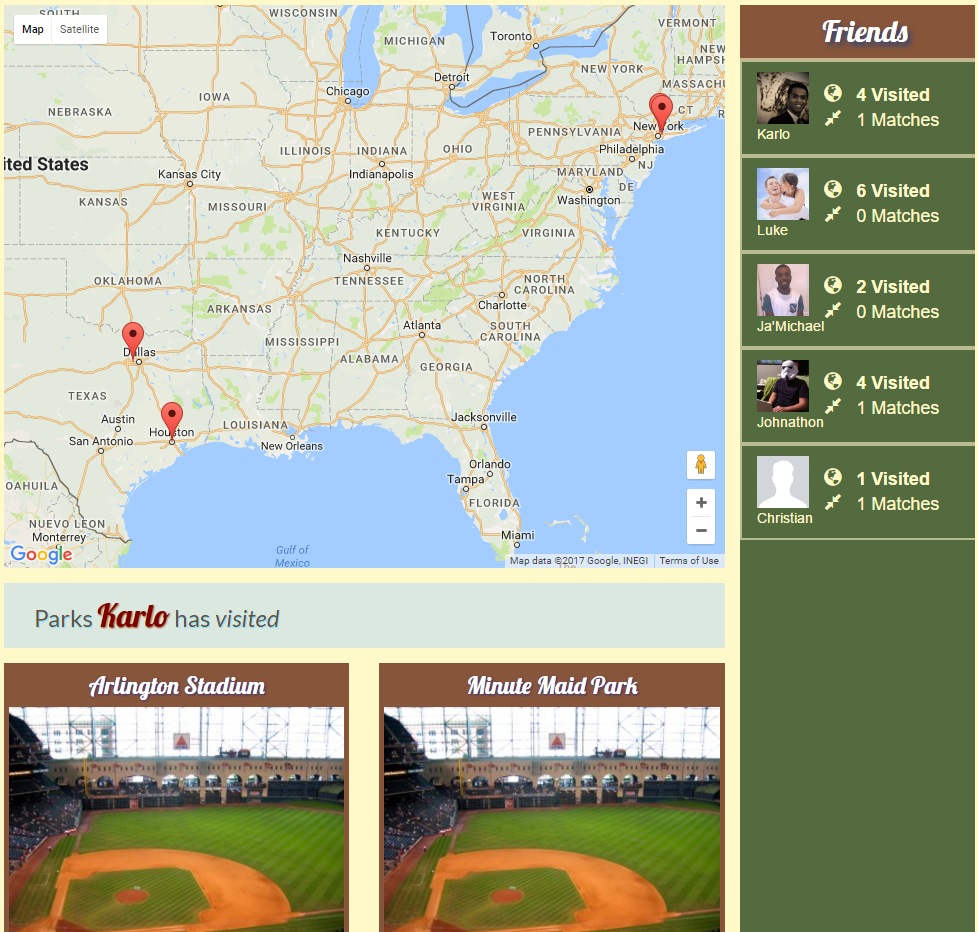 Map Satellite
SOUTH
WISCONSIN
VERMONT
MICHIGAN
Toronto
NEW
HAMPSH
NEW YORK
Detroit
MASSACHU
Chicago
IOWA
NEBRASKA
CT
R
New York
PENNSYLVANIA
Philadelphia
ILLINOIS
INDIANA
OHIO
NJ
ited States
Indianapolis
MARYLAND
Kansas City
DE
Washington
KANSAS
MISSOURI
WEST
VIRGINIA
VIRGINIA
KENTUCKY
Nashville
OKLAHOMA
TENNESSEE
NORTH
CAROLINA
Charlotte
ARKANSAS
Atlanta
SOUTH
CAROLINA
Dallas
MISSISSIPPI
ALABAMA
GEORGIA
TEXAS
Austin
LOUISIANA
Jacksonville
Houston
San Antonio
New Orleans
Orlando
Tampa
OAHUILA
FLORIDA
NUEVO LEON
Monterrey
Miami
Gulf of
Mexico
Google
Map data ©2017 Google, INEGI Terms of Use
The
Parks Karlo has visited
Arlington Stadium
Minute Maid Park
Friends
4 Visited
1 Matches
Karlo
6 Visited
0 Matches
Luke
2 Visited
0 Matches
Ja'Michael
4 Visited
1 Matches
Johnathon
1 Visited
1 Matches
Christian